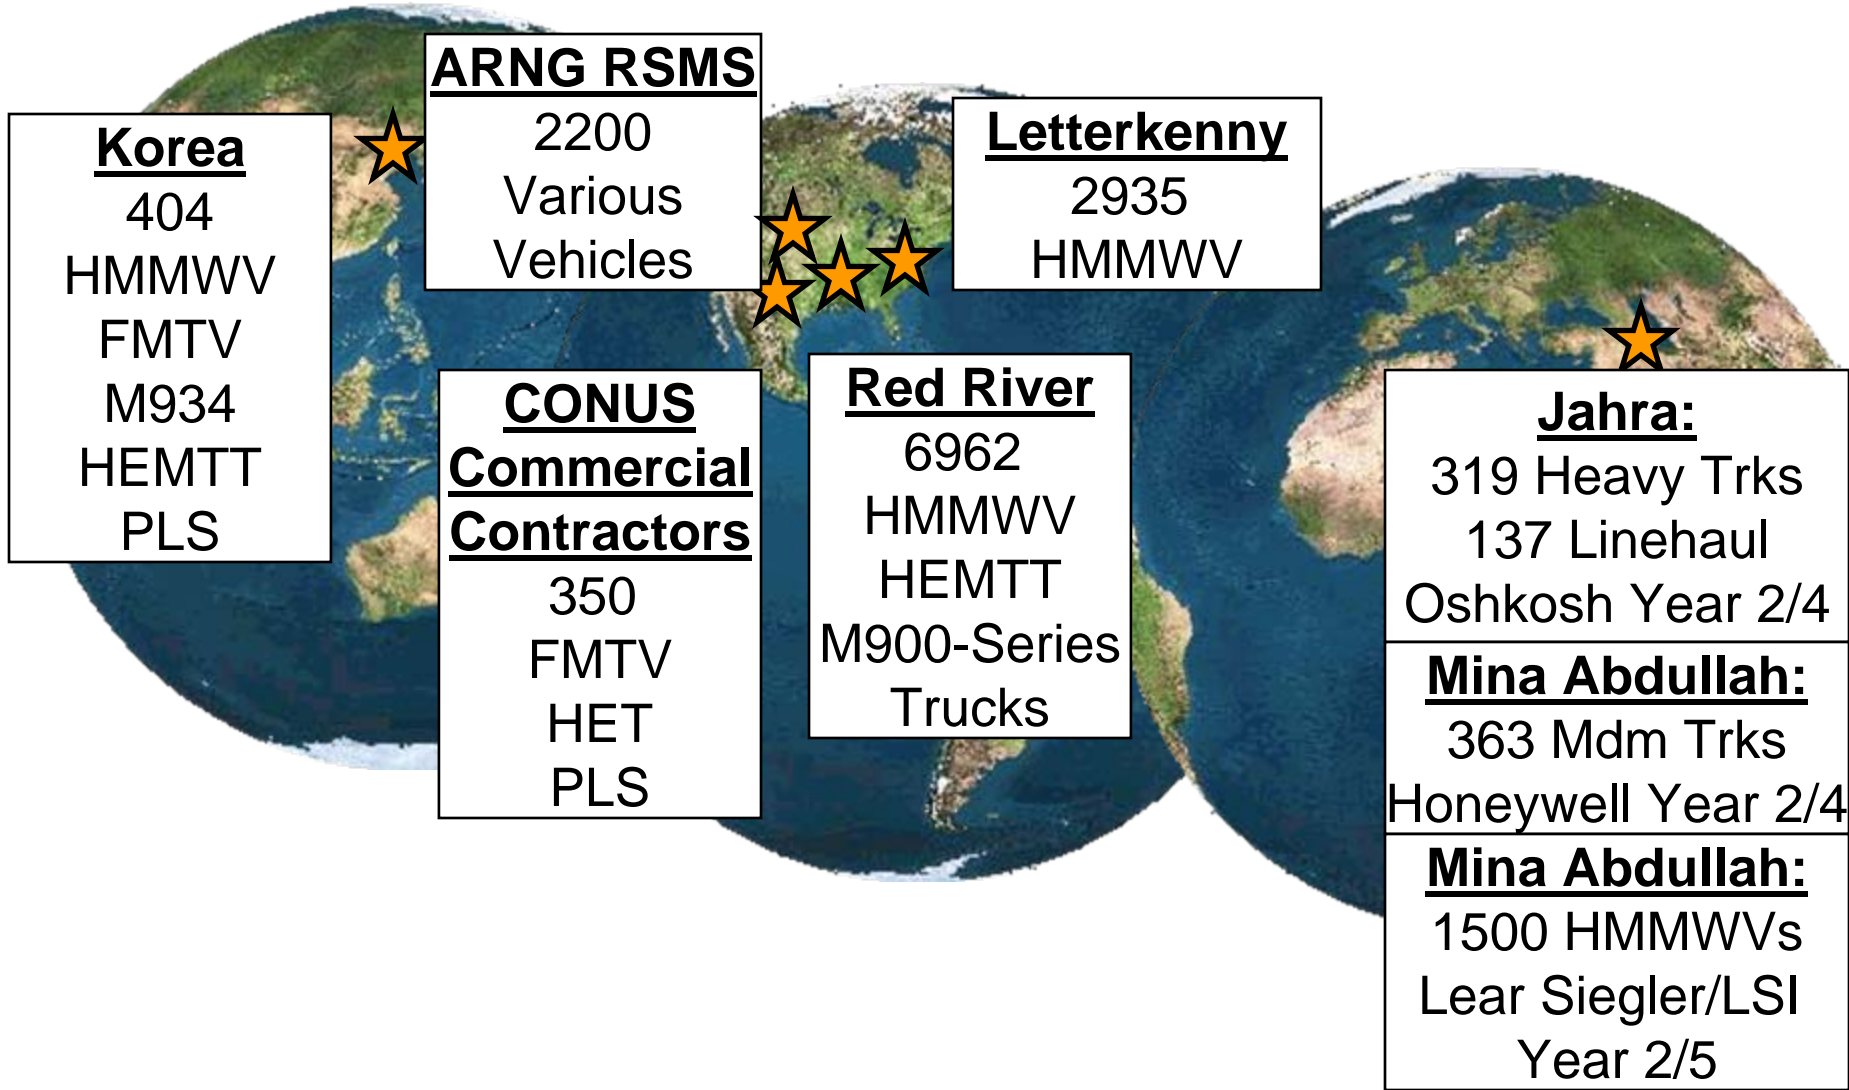 Korea
404
HMMWV
FMTV
M934
HEMTT
PLS
ARNG RSMS
2200
Various
Vehicles
CONUS
Commercial
Contractors
350
FMTV
HET
PLS
Letterkenny
2935
HMMWV
Red River
6962
HMMWV
HEMTT
M900-Series
Trucks
Jahra:
319 Heavy Trks
137 Linehaul
Oshkosh Year 2/4
Mina Abdullah:
363 Mdm Trks
Honeywell Year 2/4
Mina Abdullah:
1500 HMMWVs
Lear Siegler/LSI
Year 2/5